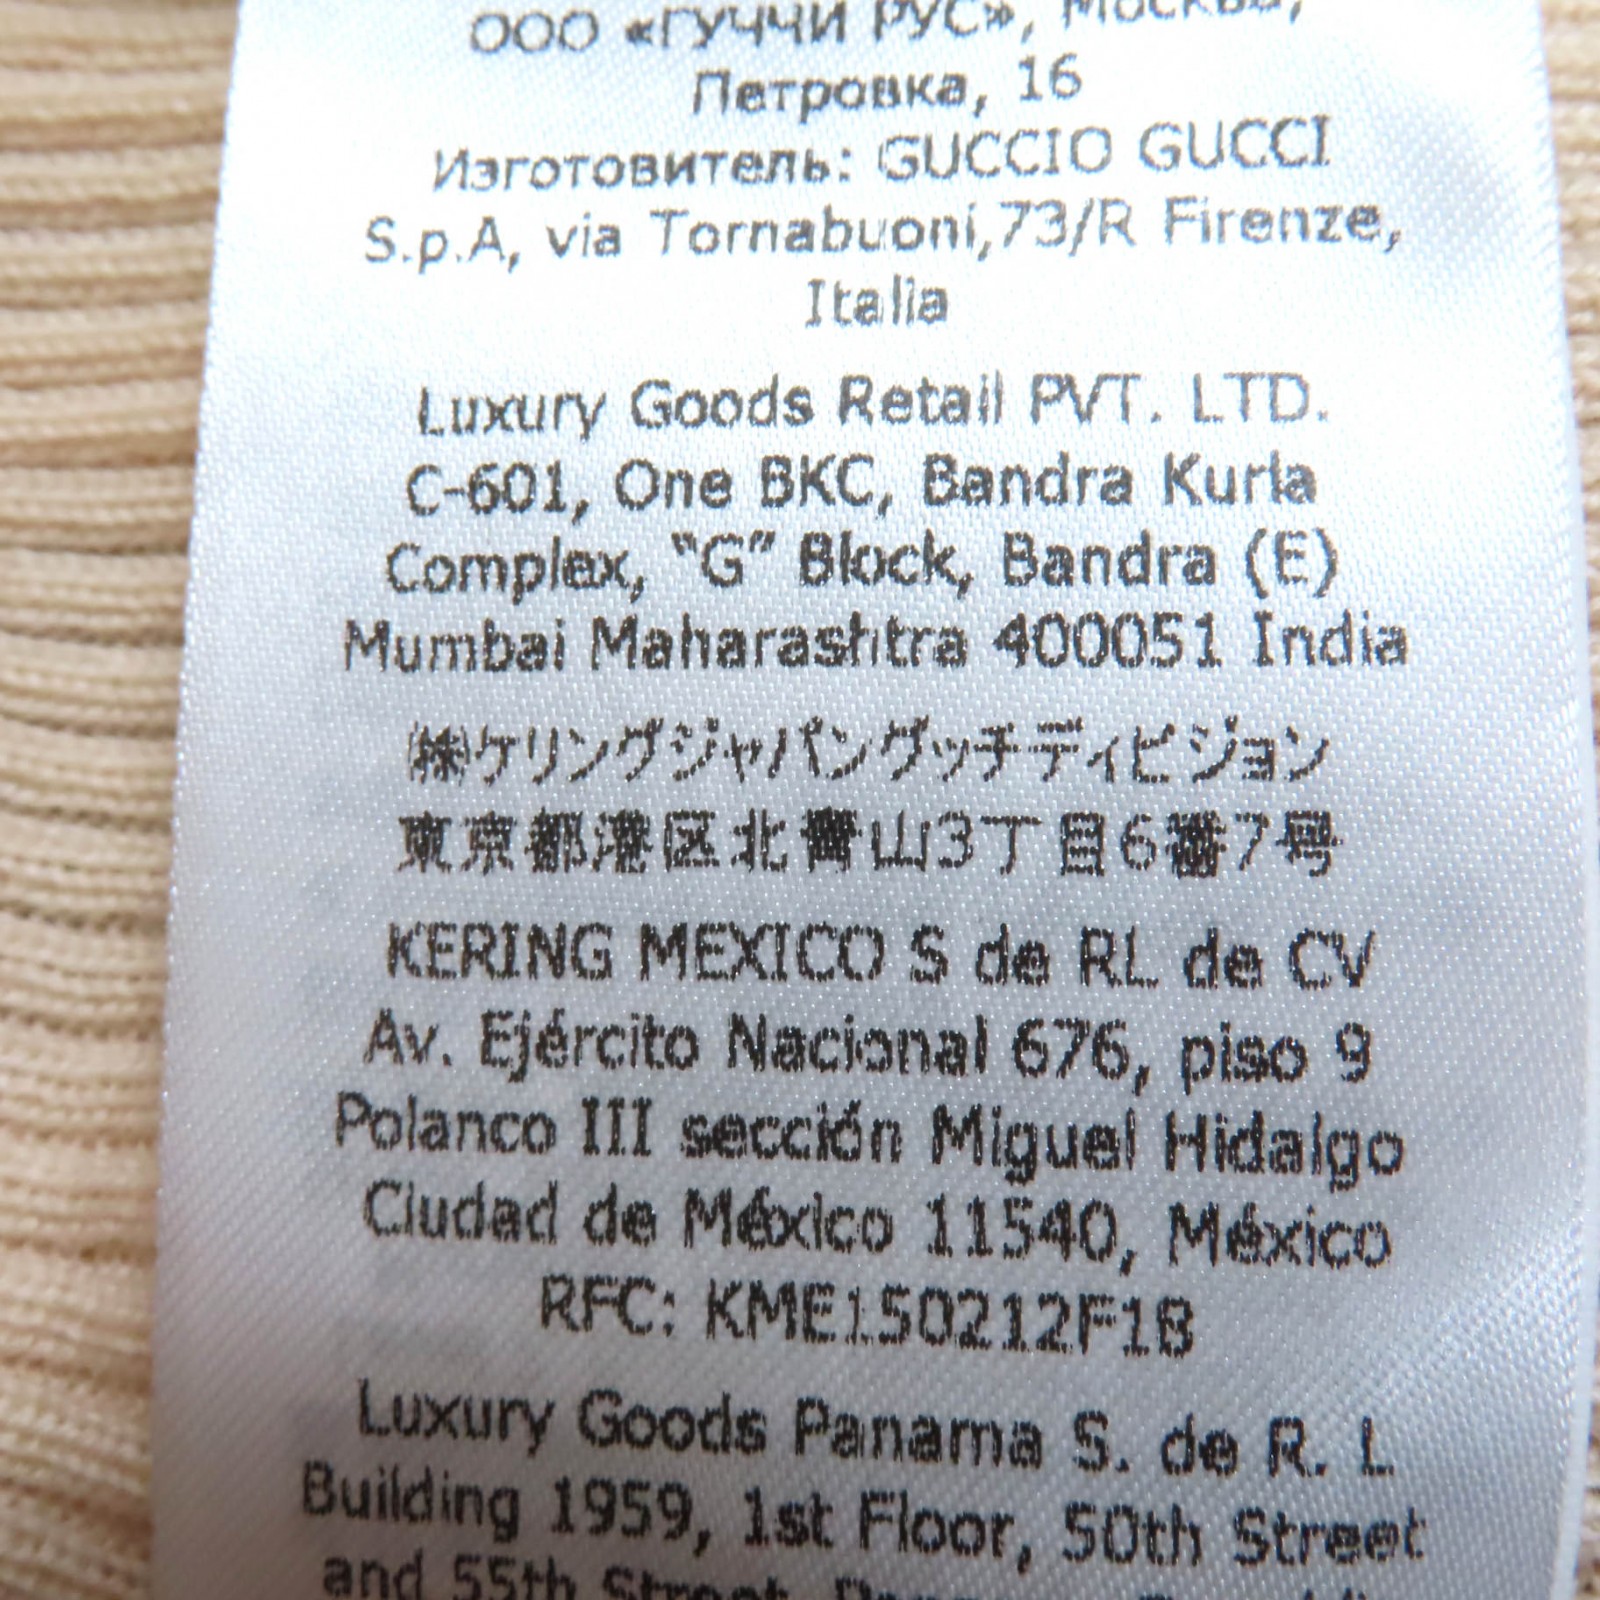 ООО «ГУЧЧИ РУС», Москва,
Петровка, 16
Изготовитель: GUCCIO GUCCI
S.p.A, via Tornabuoni,73/R Firenze,
Italia
Luxury Goods Retail PVT. LTD.
C-601, One BKC, Bandra Kurla
Complex, “G” Block, Bandra (E)
Mumbai Maharashtra 400051 India
㈱ケリングジャパングッチディビジョン
東京都港区北青山3丁目6番7号
KERING MEXICO S de RL de CV
Av. Ejército Nacional 676, piso 9
Polanco III sección Miguel Hidalgo
Ciudad de México 11540, México
RFC: KME150212F1B
Luxury Goods Panama S. de R. L
Building 1959, 1st Floor, 50th Street
and 55th Street,